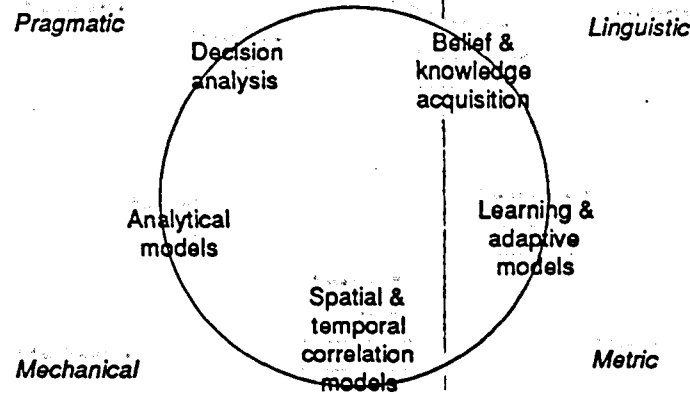 Pragmatic
Linguistic
Decision
analysis
Belief &
knowledge
acquisition
Analytical
models
Learning &
adaptive
models
Spatial &
temporal
correlation
models
Mechanical
Metric